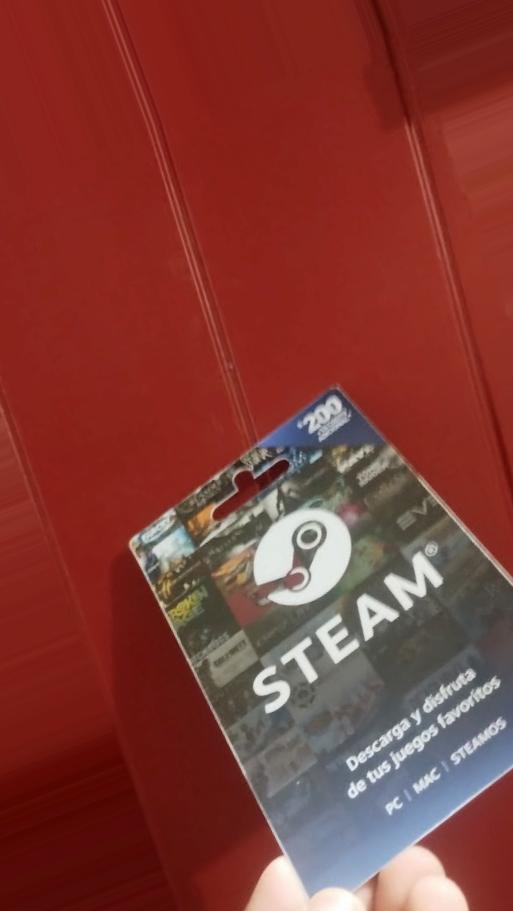 $200
STEAM®
Descarga y disfruta
de tus juegos favoritos
PC | MAC | STEAMOS